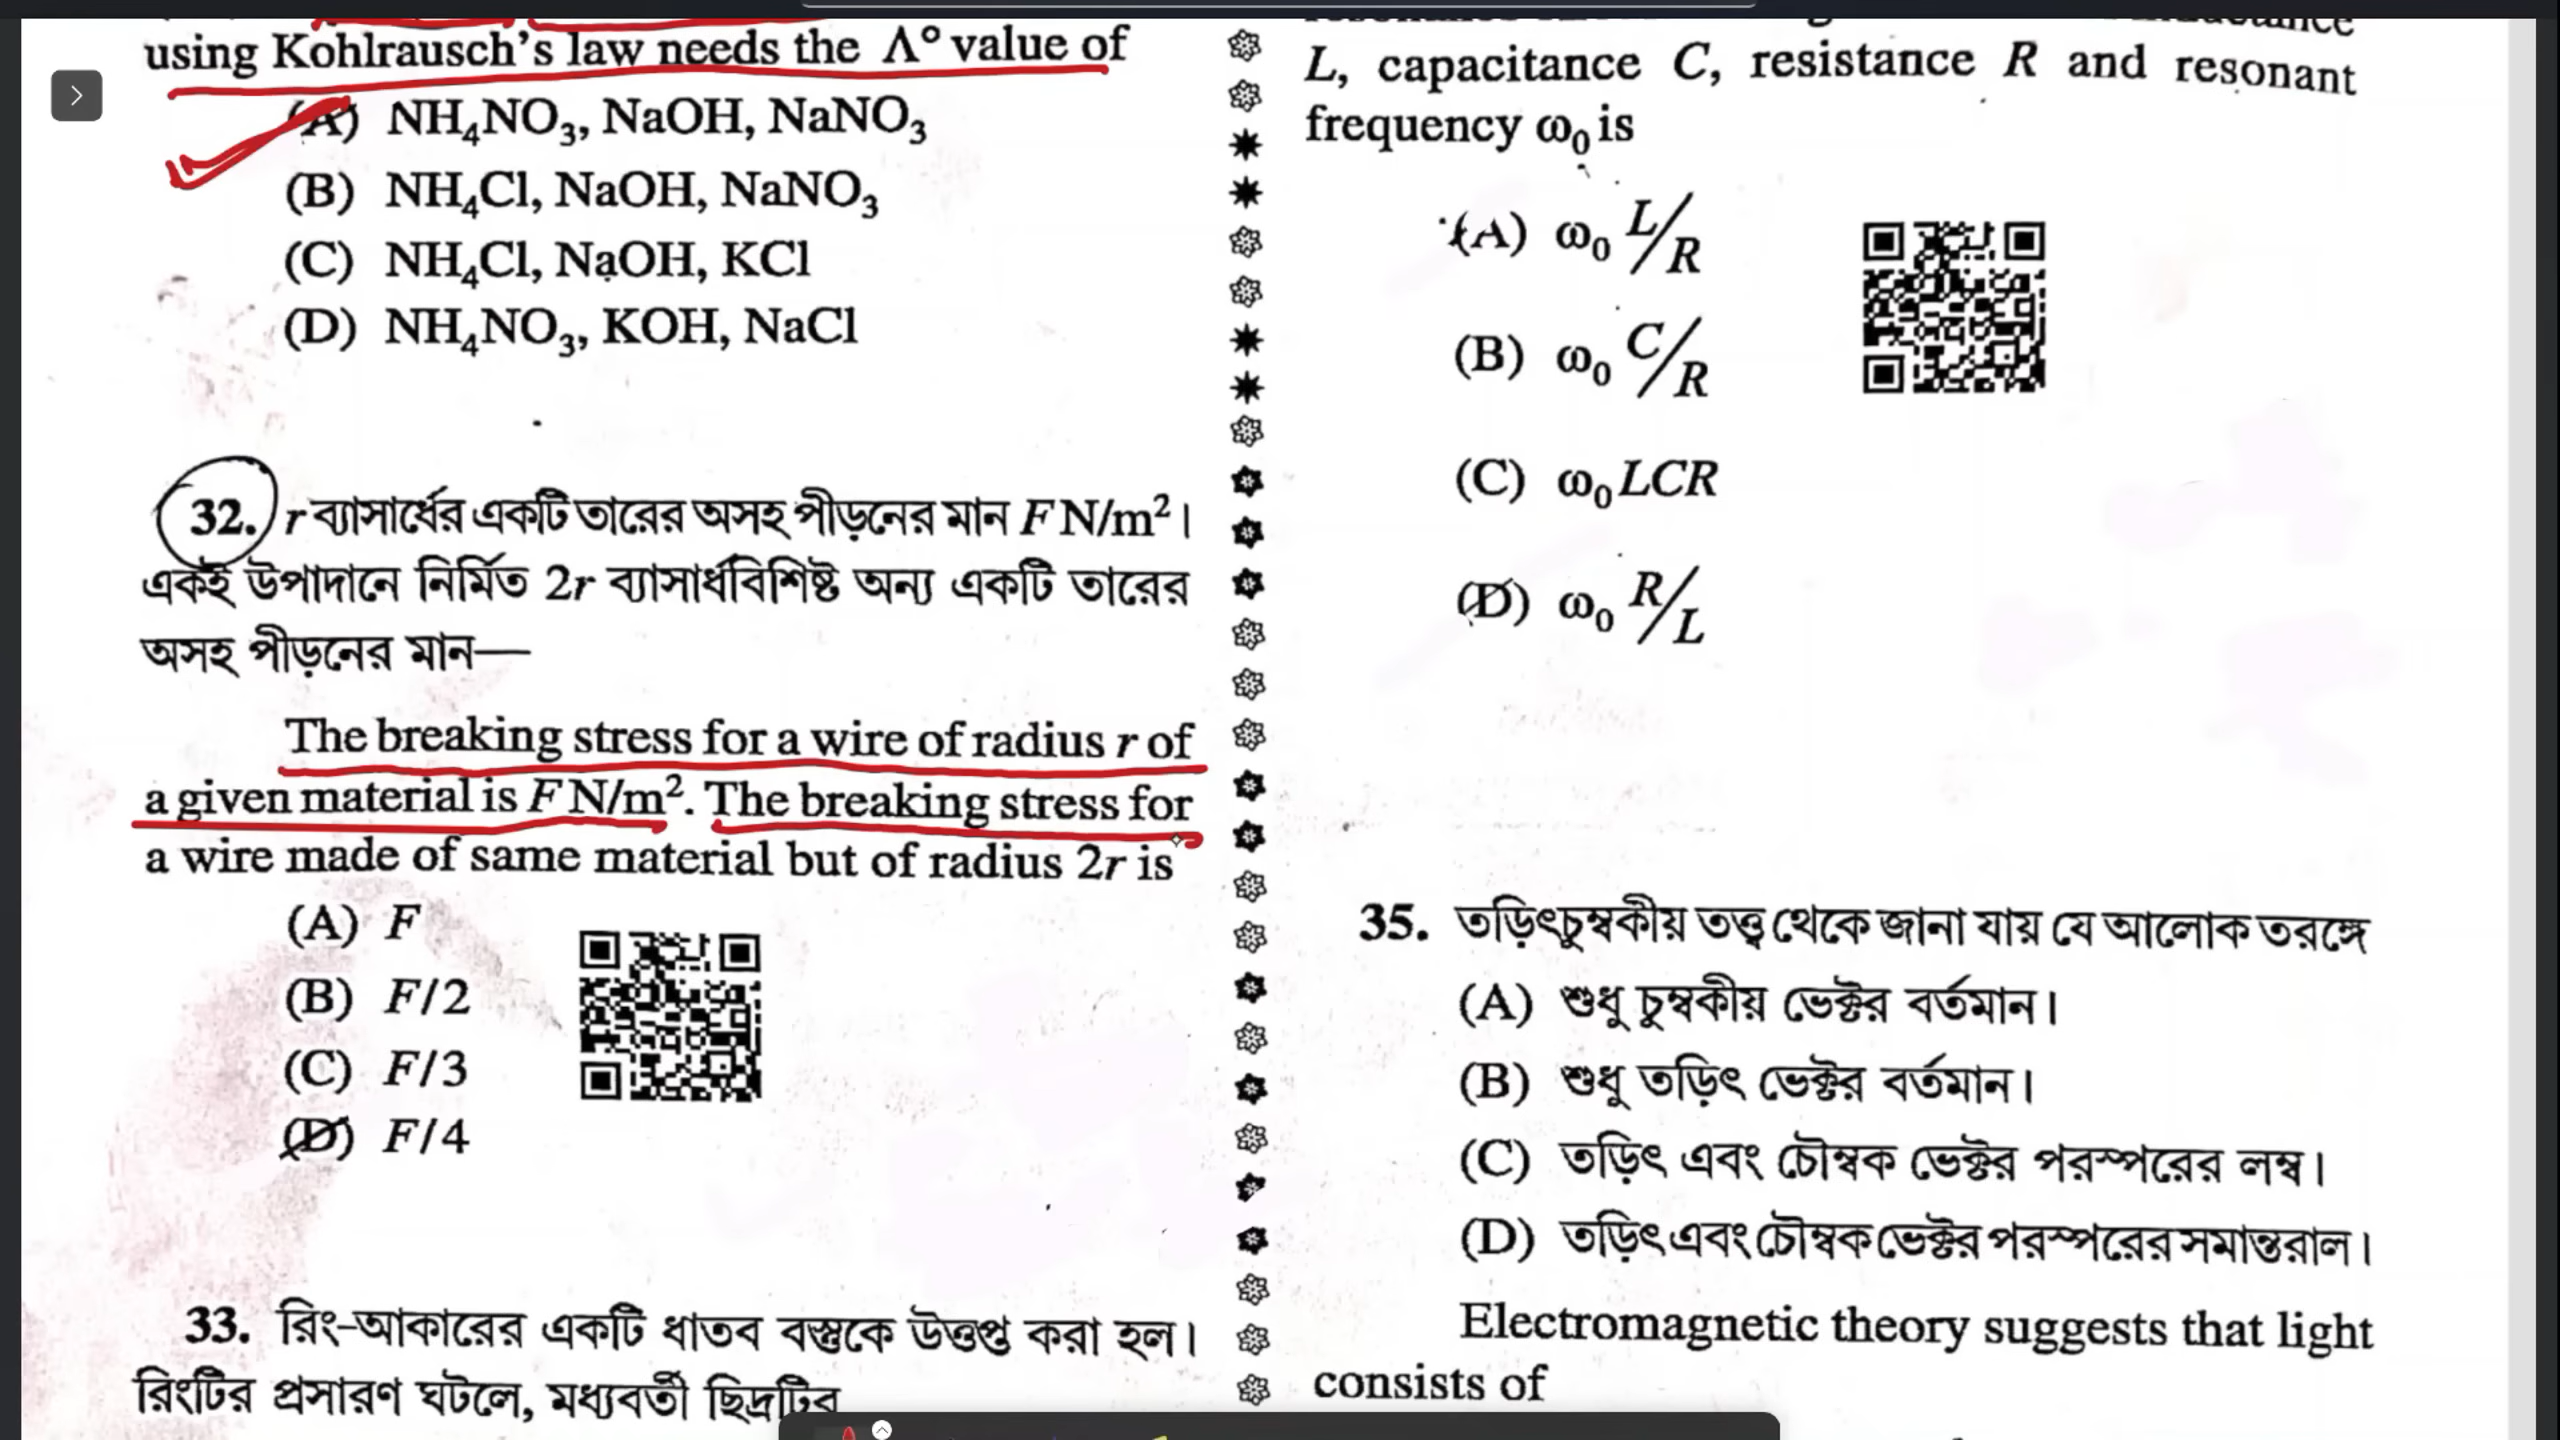 using Kohlrausch's law needs the Λ° value of
(A) NH₄NO₃, NaOH, NaNO₃
(B) NH₄Cl, NaOH, NaNO₃
(C) NH₄Cl, NaOH, KCl
(D) NH₄NO₃, KOH, NaCl
32. r ব্যাসার্ধের একটি তারের অসহ পীড়নের মান F N/m²।
একই উপাদানে নির্মিত 2r ব্যাসার্ধবিশিষ্ট অন্য একটি তারের
অসহ পীড়নের মান—
The breaking stress for a wire of radius r of
a given material is F N/m². The breaking stress for
a wire made of same material but of radius 2r is
(A) F
(B) F/2
(C) F/3
(D) F/4
33. রিং-আকারের একটি ধাতব বস্তুকে উত্তপ্ত করা হল।
রিংটির প্রসারণ ঘটলে, মধ্যবর্তী ছিদ্রটির
L, capacitance C, resistance R and resonant
frequency ω₀ is
(A) ω₀ L/R
(B) ω₀ C/R
(C) ω₀ LCR
(D) ω₀ R/L
35. তড়িৎচুম্বকীয় তত্ত্ব থেকে জানা যায় যে আলোক তরঙ্গে
(A) শুধু চুম্বকীয় ভেক্টর বর্তমান।
(B) শুধু তড়িৎ ভেক্টর বর্তমান।
(C) তড়িৎ এবং চৌম্বক ভেক্টর পরস্পরের লম্ব।
(D) তড়িৎ এবং চৌম্বক ভেক্টর পরস্পরের সমান্তরাল।
Electromagnetic theory suggests that light
consists of